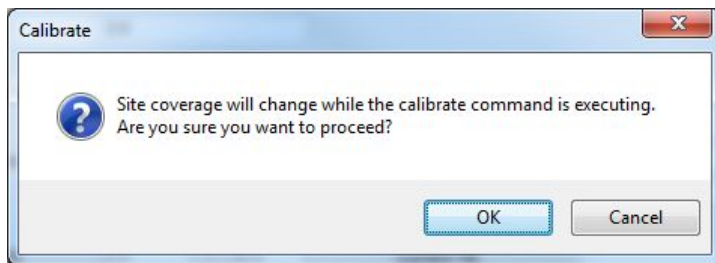 Calibrate
Site coverage will change while the calibrate command is executing.
Are you sure you want to proceed?
OK
Cancel